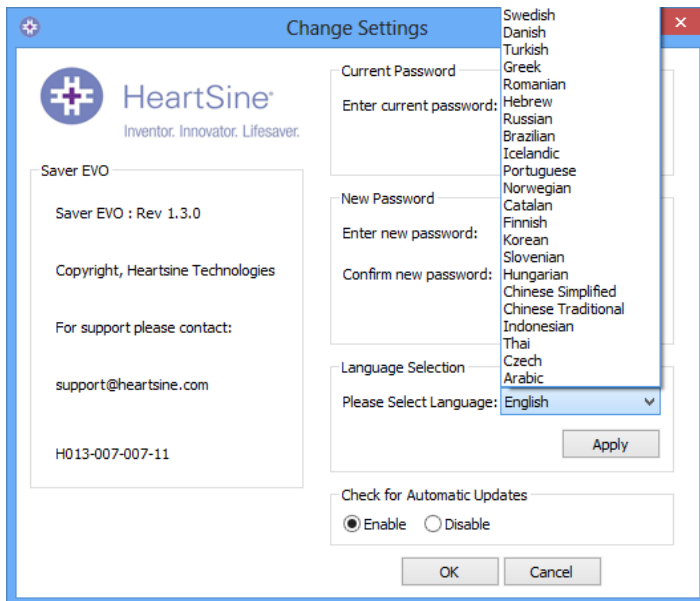 Change Settings
HeartSine®
Inventor. Innovator. Lifesaver.
Saver EVO
Saver EVO : Rev 1.3.0
Copyright, Heartsine Technologies
For support please contact:
support@heartsine.com
H013-007-007-11
Current Password
Enter current password:
New Password
Enter new password:
Confirm new password:
Swedish
Danish
Turkish
Greek
Romanian
Hebrew
Russian
Brazilian
Icelandic
Portuguese
Norwegian
Catalan
Finnish
Korean
Slovenian
Hungarian
Chinese Simplified
Chinese Traditional
Indonesian
Thai
Czech
Arabic
Language Selection
Please Select Language: English
Apply
Check for Automatic Updates
Enable Disable
OK Cancel